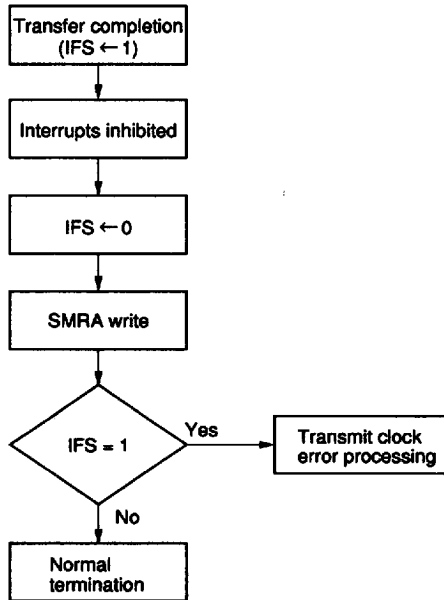 Transfer completion
(IFS ← 1)
Interrupts inhibited
IFS ← 0
SMRA write
IFS = 1
Yes
Transmit clock
error processing
No
Normal
termination